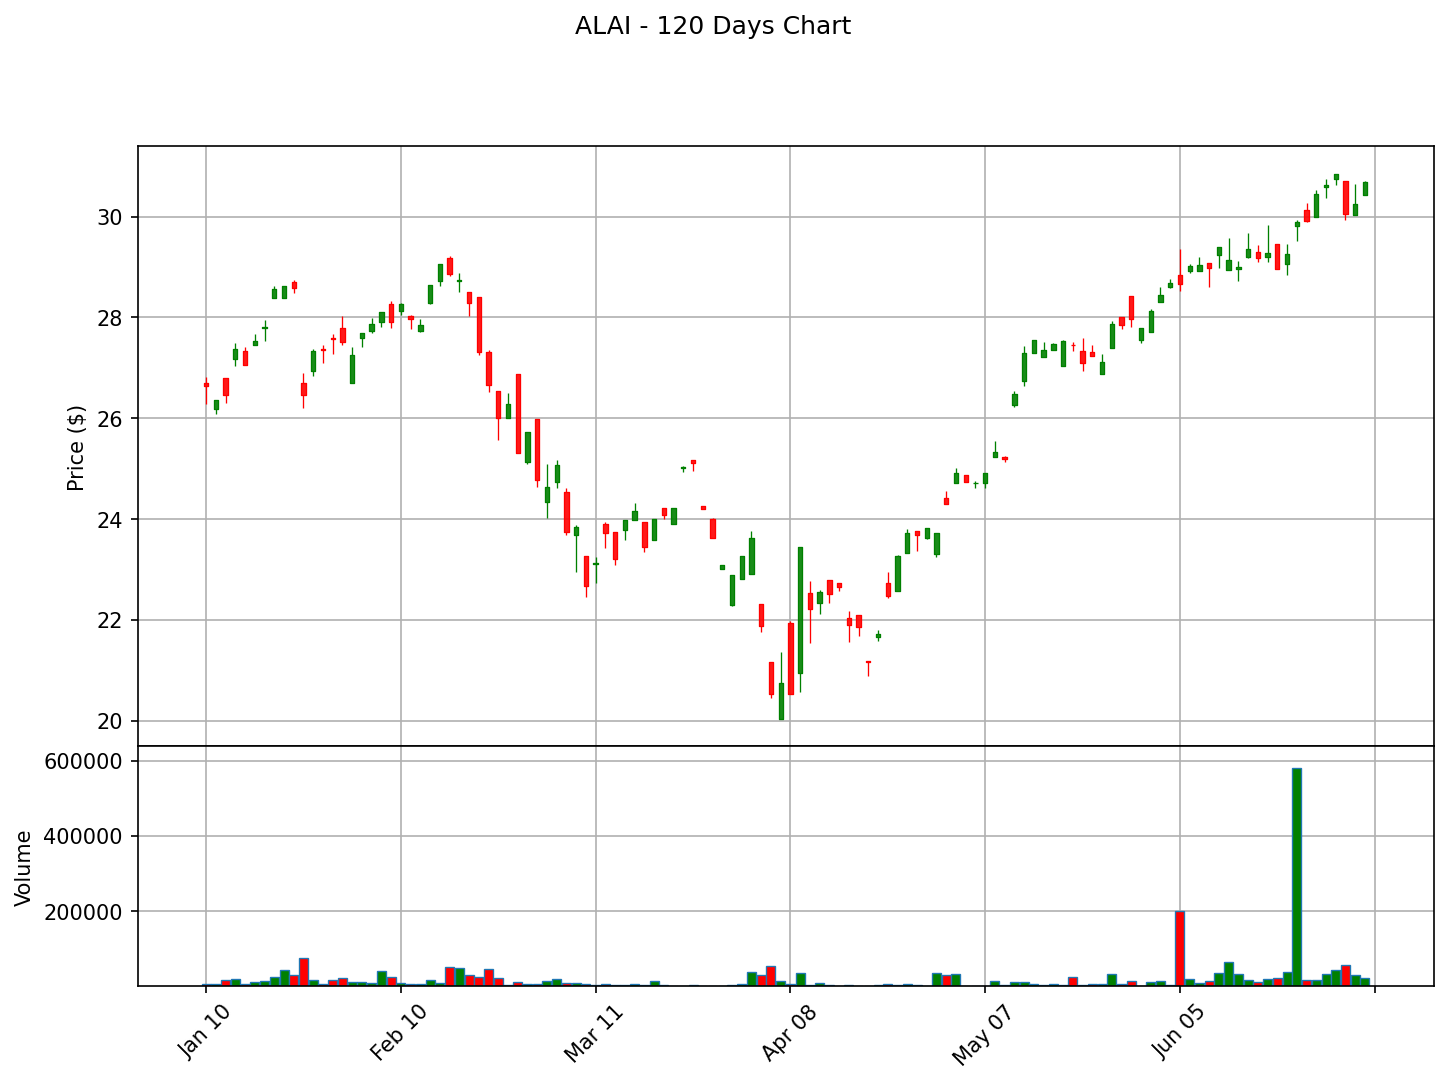 ALAI - 120 Days Chart
Price ($)
30
28
26
24
22
20
Volume
600000
400000
200000
Jan 10
Feb 10
Mar 11
Apr 08
May 07
Jun 05